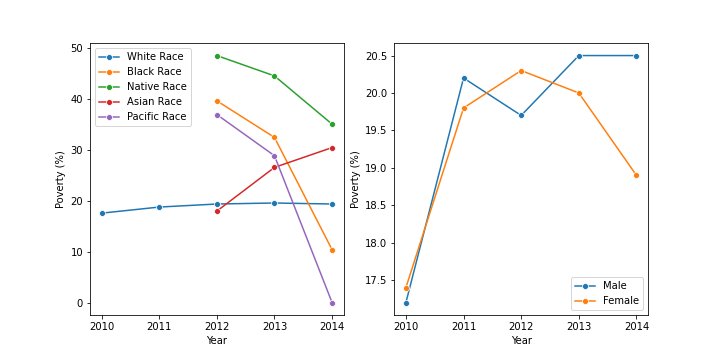 50
40
30
20
10
0
Poverty (%)
White Race
Black Race
Native Race
Asian Race
Pacific Race
2010 2011 2012 2013 2014
Year
20.5
20.0
19.5
19.0
18.5
18.0
17.5
Poverty (%)
Male
Female
2010 2011 2012 2013 2014
Year